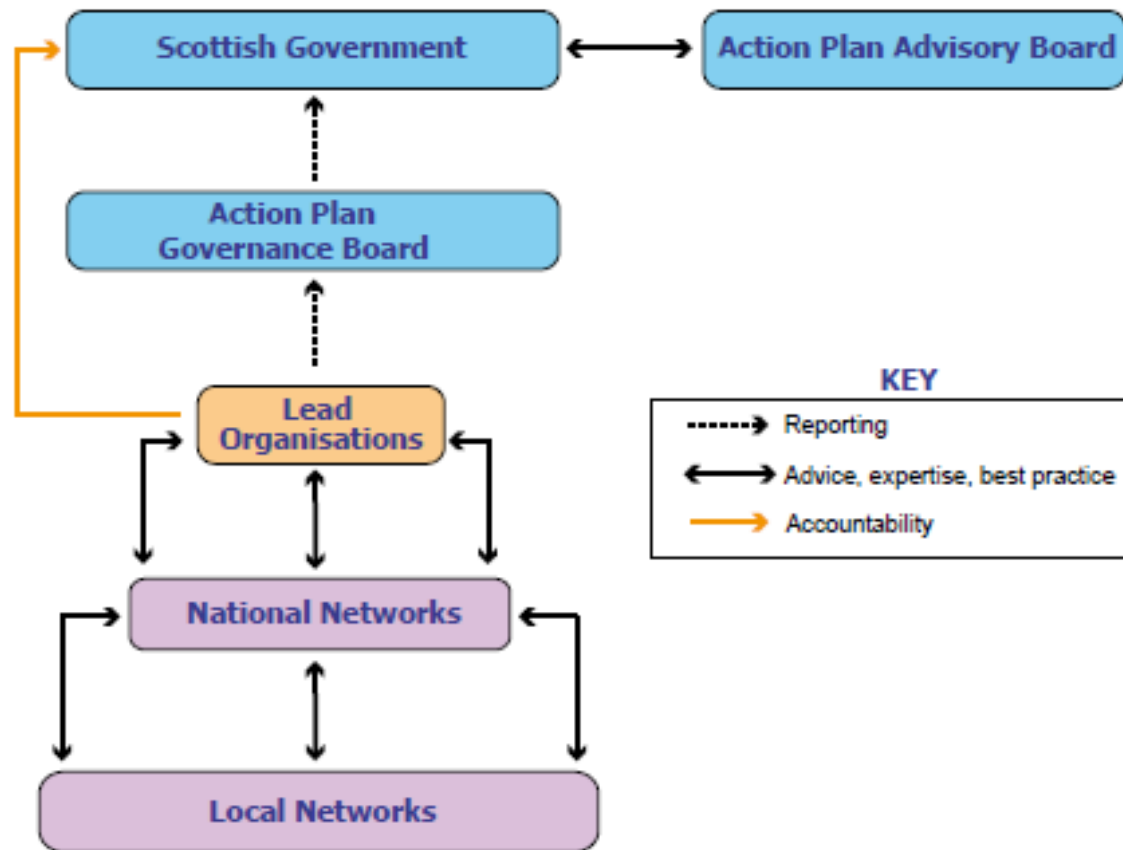 Scottish Government
Action Plan Advisory Board
Action Plan
Governance Board
Lead
Organisations
KEY
Reporting
Advice, expertise, best practice
Accountability
National Networks
Local Networks